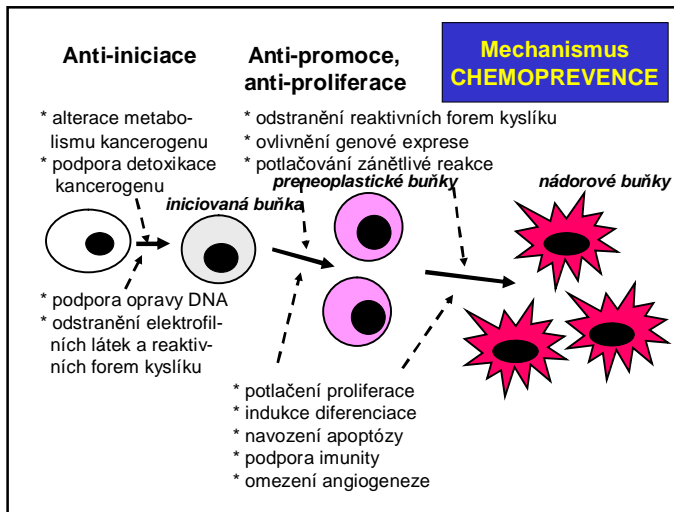 Anti-iniciace
Anti-promoce,
anti-proliferace
Mechanismus
CHEMOPREVENCE
* alterace metabo-
lismu kancerogenu
* podpora detoxikace
kancerogenu
* odstranění reaktivních forem kyslíku
* ovlivnění genové exprese
* potlačování zánětlivé reakce
iniciovaná buňka
preneoplastické buňky
nádorové buňky
* podpora opravy DNA
* odstranění elektrofil-
ních látek a reaktiv-
ních forem kyslíku
* potlačení proliferace
* indukce diferenciace
* navození apoptózy
* podpora imunity
* omezení angiogeneze